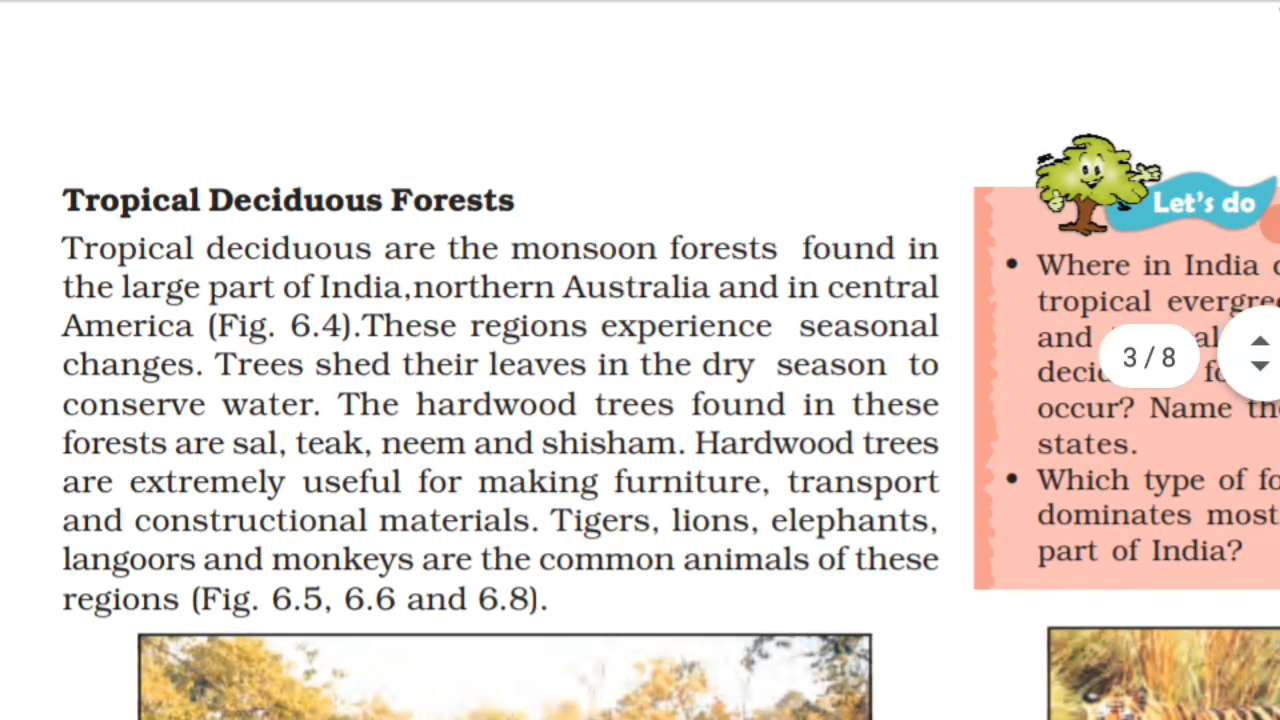 Tropical Deciduous Forests
Tropical deciduous are the monsoon forests found in
the large part of India,northern Australia and in central
America (Fig. 6.4).These regions experience seasonal
changes. Trees shed their leaves in the dry season to
conserve water. The hardwood trees found in these
forests are sal, teak, neem and shisham. Hardwood trees
are extremely useful for making furniture, transport
and constructional materials. Tigers, lions, elephants,
langoors and monkeys are the common animals of these
regions (Fig. 6.5, 6.6 and 6.8).
Let's do
• Where in India
tropical
and
3 / 8
occur? Name
states.
• Which type of
dominates most
part of India?